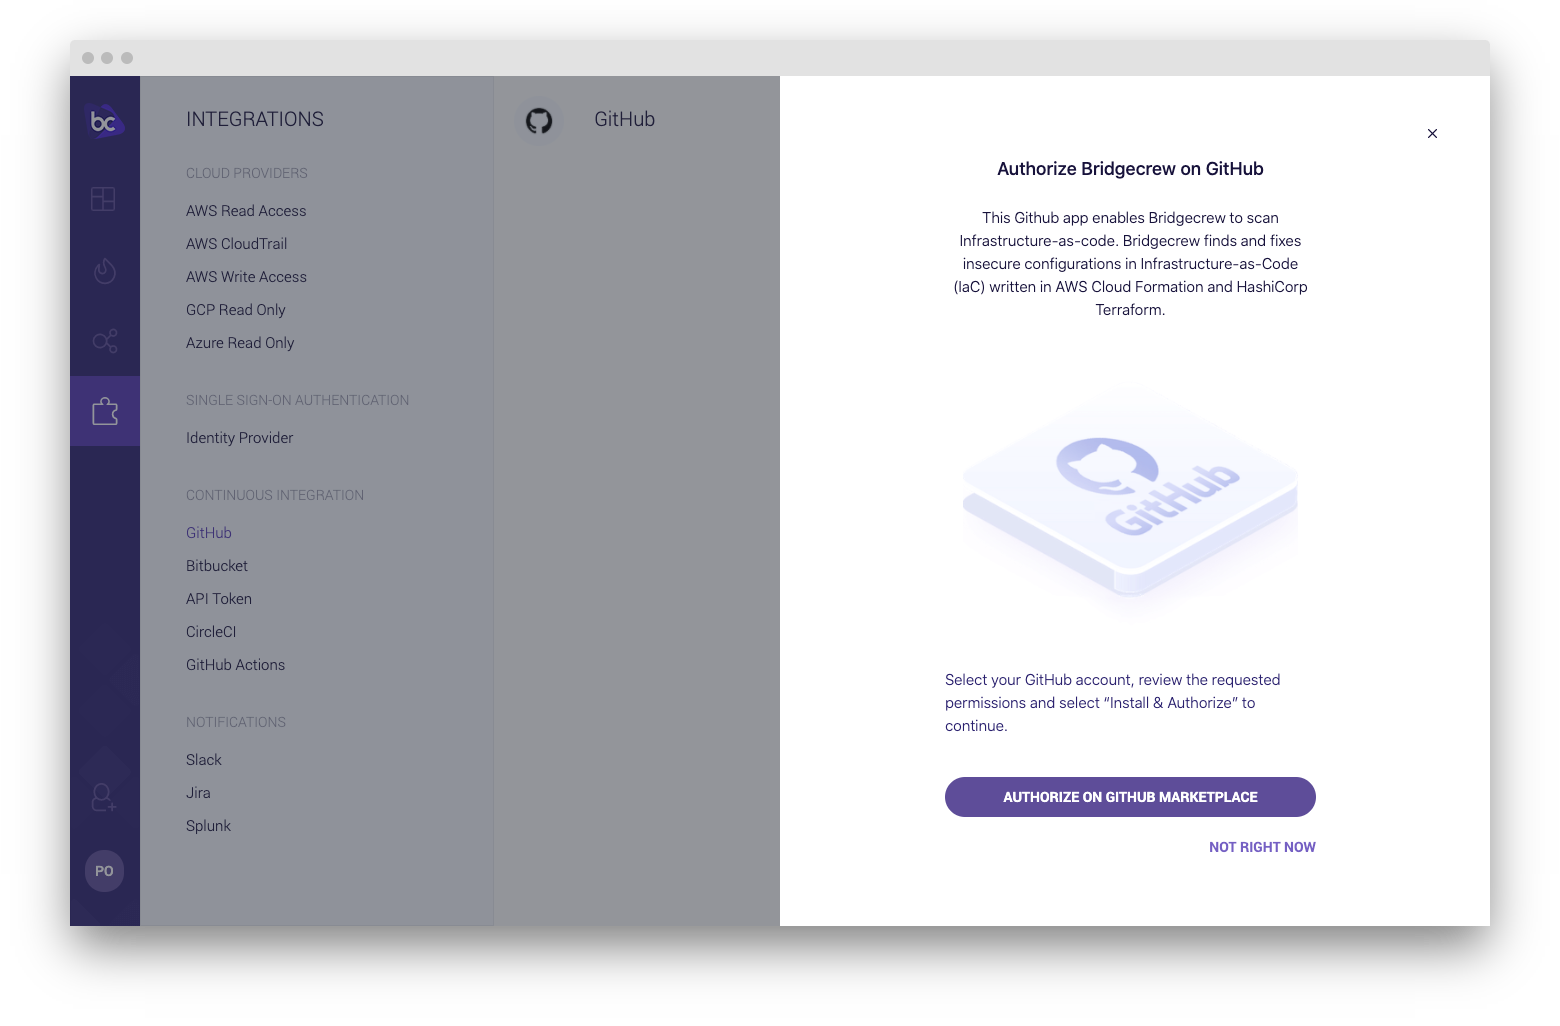 bc
INTEGRATIONS
CLOUD PROVIDERS
AWS Read Access
AWS CloudTrail
AWS Write Access
GCP Read Only
Azure Read Only
SINGLE SIGN-ON AUTHENTICATION
Identity Provider
CONTINUOUS INTEGRATION
GitHub
Bitbucket
API Token
CircleCI
GitHub Actions
NOTIFICATIONS
Slack
Jira
Splunk
PO
GitHub
Authorize Bridgecrew on GitHub
This Github app enables Bridgecrew to scan
Infrastructure-as-code. Bridgecrew finds and fixes
insecure configurations in Infrastructure-as-Code
(IaC) written in AWS Cloud Formation and HashiCorp
Terraform.
GitHub
Select your GitHub account, review the requested
permissions and select “Install & Authorize” to
continue.
AUTHORIZE ON GITHUB MARKETPLACE
NOT RIGHT NOW